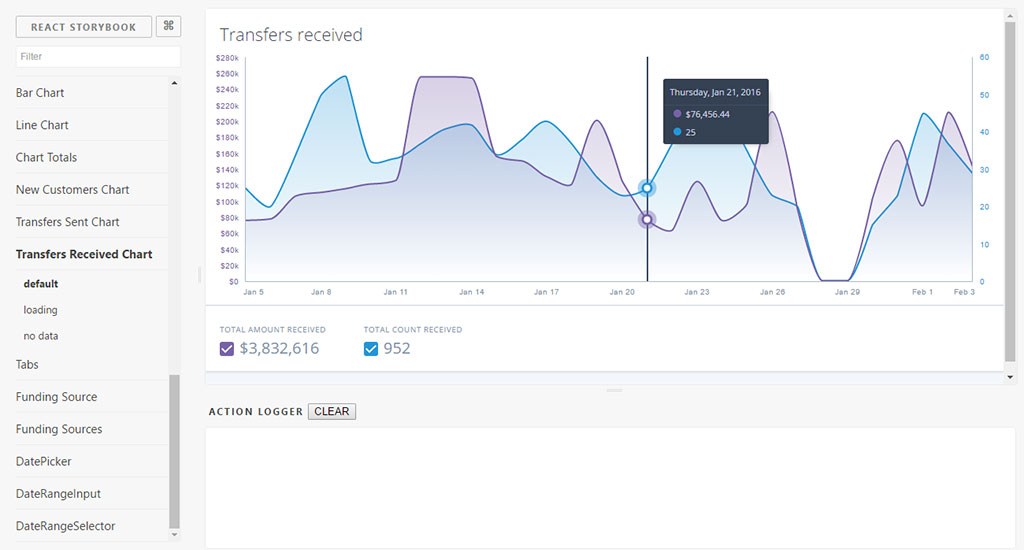 REACT STORYBOOK
⌘
Filter
Bar Chart
Line Chart
Chart Totals
New Customers Chart
Transfers Sent Chart
Transfers Received Chart
default
loading
no data
Tabs
Funding Source
Funding Sources
DatePicker
DateRangeInput
DateRangeSelector
Transfers received
$280k
$260k
$240k
$220k
$200k
$180k
$160k
$140k
$120k
$100k
$80k
$60k
$40k
$20k
$0
60
50
40
30
20
10
0
Thursday, Jan 21, 2016
$76,456.44
25
Jan 5 Jan 8 Jan 11 Jan 14 Jan 17 Jan 20 Jan 23 Jan 26 Jan 29 Feb 1 Feb 3
TOTAL AMOUNT RECEIVED
$3,832,616
TOTAL COUNT RECEIVED
952
ACTION LOGGER CLEAR